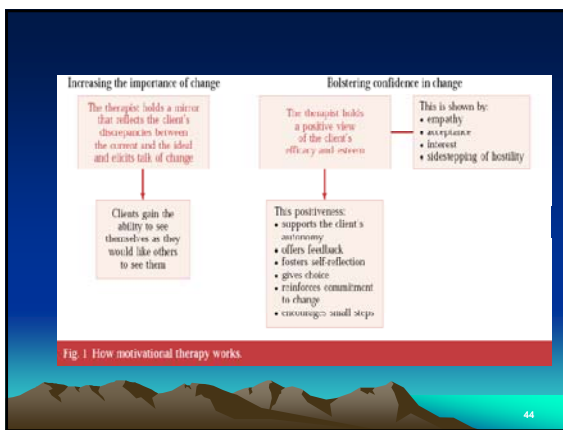 Increasing the importance of change
The therapist holds a mirror
that reflects the client's
discrepancies between
the current and the ideal
and elicits talk of change
Clients gain the
ability to see
themselves as they
would like others
to see them
Bolstering confidence in change
The therapist holds
a positive view
of the client's
efficacy and esteem
This is shown by:
• empathy
• acceptance
• interest
• sidestepping of hostility
This positiveness:
• supports the client's
autonomy
• offers feedback
• fosters self-reflection
• gives choice
• reinforces commitment
to change
• encourages small steps
Fig. 1 How motivational therapy works.
44